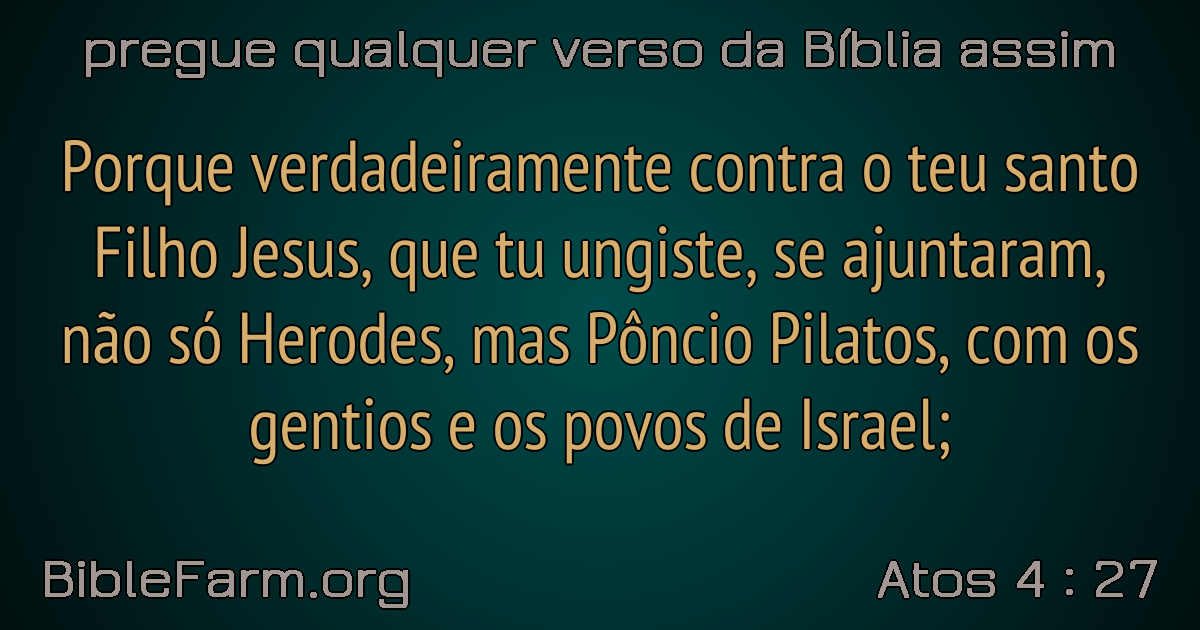 pregue qualquer verso da Bíblia assim
Porque verdadeiramente contra o teu santo
Filho Jesus, que tu ungiste, se ajuntaram,
não só Herodes, mas Pôncio Pilatos, com os
gentios e os povos de Israel;
BibleFarm.org
Atos 4 : 27